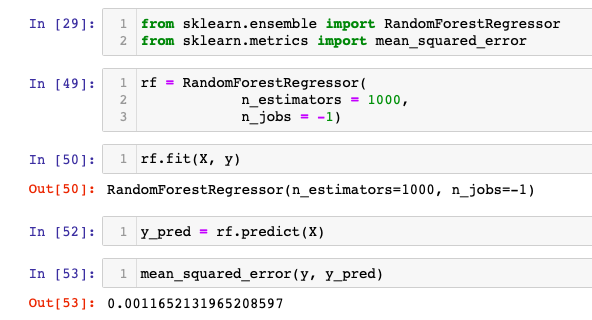 In [29]: 1 from sklearn.ensemble import RandomForestRegressor
2 from sklearn.metrics import mean_squared_error
In [49]: 1 rf = RandomForestRegressor(
2 n_estimators = 1000,
3 n_jobs = -1)
In [50]: 1 rf.fit(X, y)
Out[50]: RandomForestRegressor(n_estimators=1000, n_jobs=-1)
In [52]: 1 y_pred = rf.predict(X)
In [53]: 1 mean_squared_error(y, y_pred)
Out[53]: 0.0011652131965208597